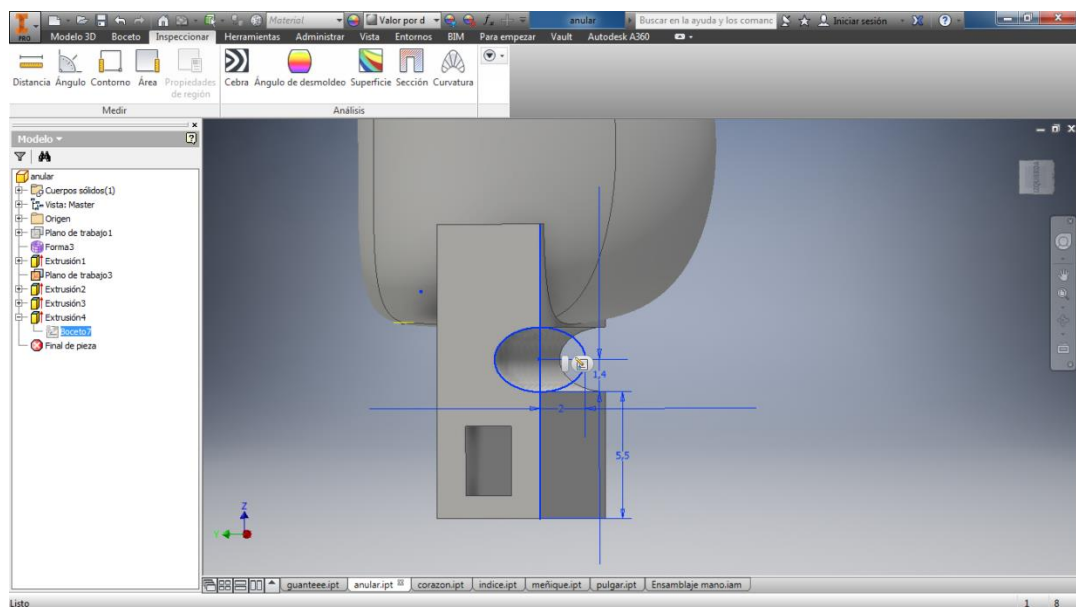 Material
Valor por d
fx
anular
Buscar en la ayuda y los comanc
Iniciar sesión
PRO
Modelo 3D Boceto Inspeccionar Herramientas Administrar Vista Entornos BIM Para empezar Vault Autodesk A360
Distancia Ángulo Contorno Área Propiedades de región
Cebra Ángulo de desmoldeo Superficie Sección Curvatura
Medir
Análisis
Modelo
anular
Cuerpos sólidos(1)
Vista: Master
Origen
Plano de trabajo1
Forma3
Extrusión1
Plano de trabajo3
Extrusión2
Extrusión3
Extrusión4
Boceto7
Final de pieza
1,4
2
5,5
Z
Y
guanteee.ipt anular.ipt corazon.ipt indice.ipt meñique.ipt pulgar.ipt Ensamblaje mano.iam
Listo
1 8